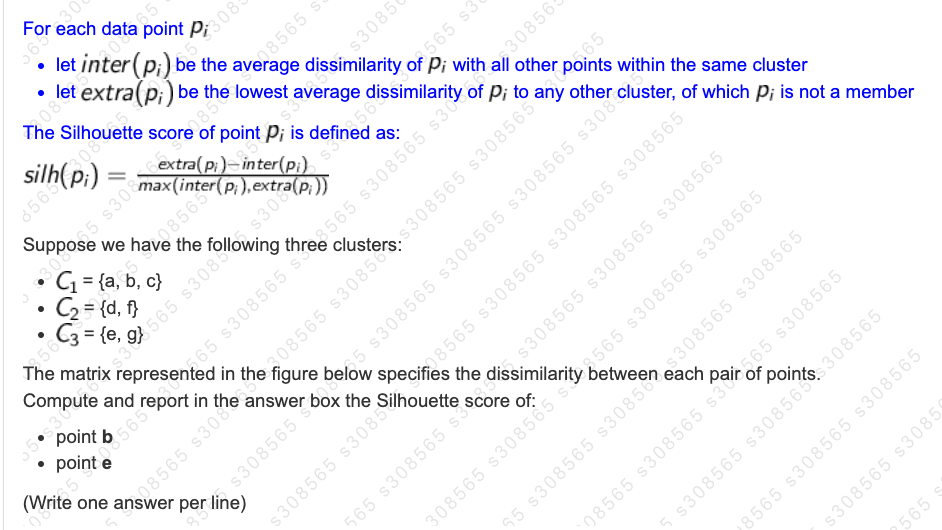 For each data point pᵢ
• let inter(pᵢ) be the average dissimilarity of pᵢ with all other points within the same cluster
• let extra(pᵢ) be the lowest average dissimilarity of pᵢ to any other cluster, of which pᵢ is not a member
The Silhouette score of point pᵢ is defined as:
silh(pᵢ) = extra(pᵢ)−inter(pᵢ) / max(inter(pᵢ),extra(pᵢ))
Suppose we have the following three clusters:
• C₁ = {a, b, c}
• C₂ = {d, f}
• C₃ = {e, g}
The matrix represented in the figure below specifies the dissimilarity between each pair of points.
Compute and report in the answer box the Silhouette score of:
• point b
• point e
(Write one answer per line)
s308565